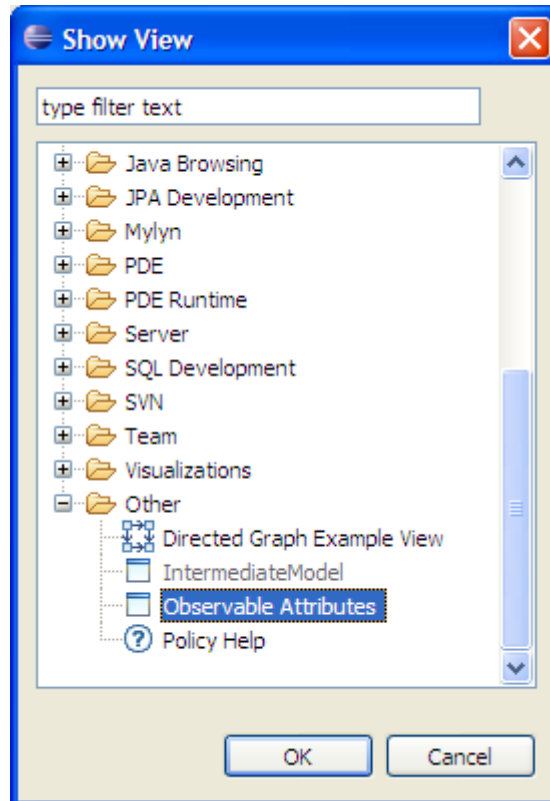 Show View
type filter text
Java Browsing
JPA Development
Mylyn
PDE
PDE Runtime
Server
SQL Development
SVN
Team
Visualizations
Other
Directed Graph Example View
IntermediateModel
Observable Attributes
Policy Help
OK Cancel